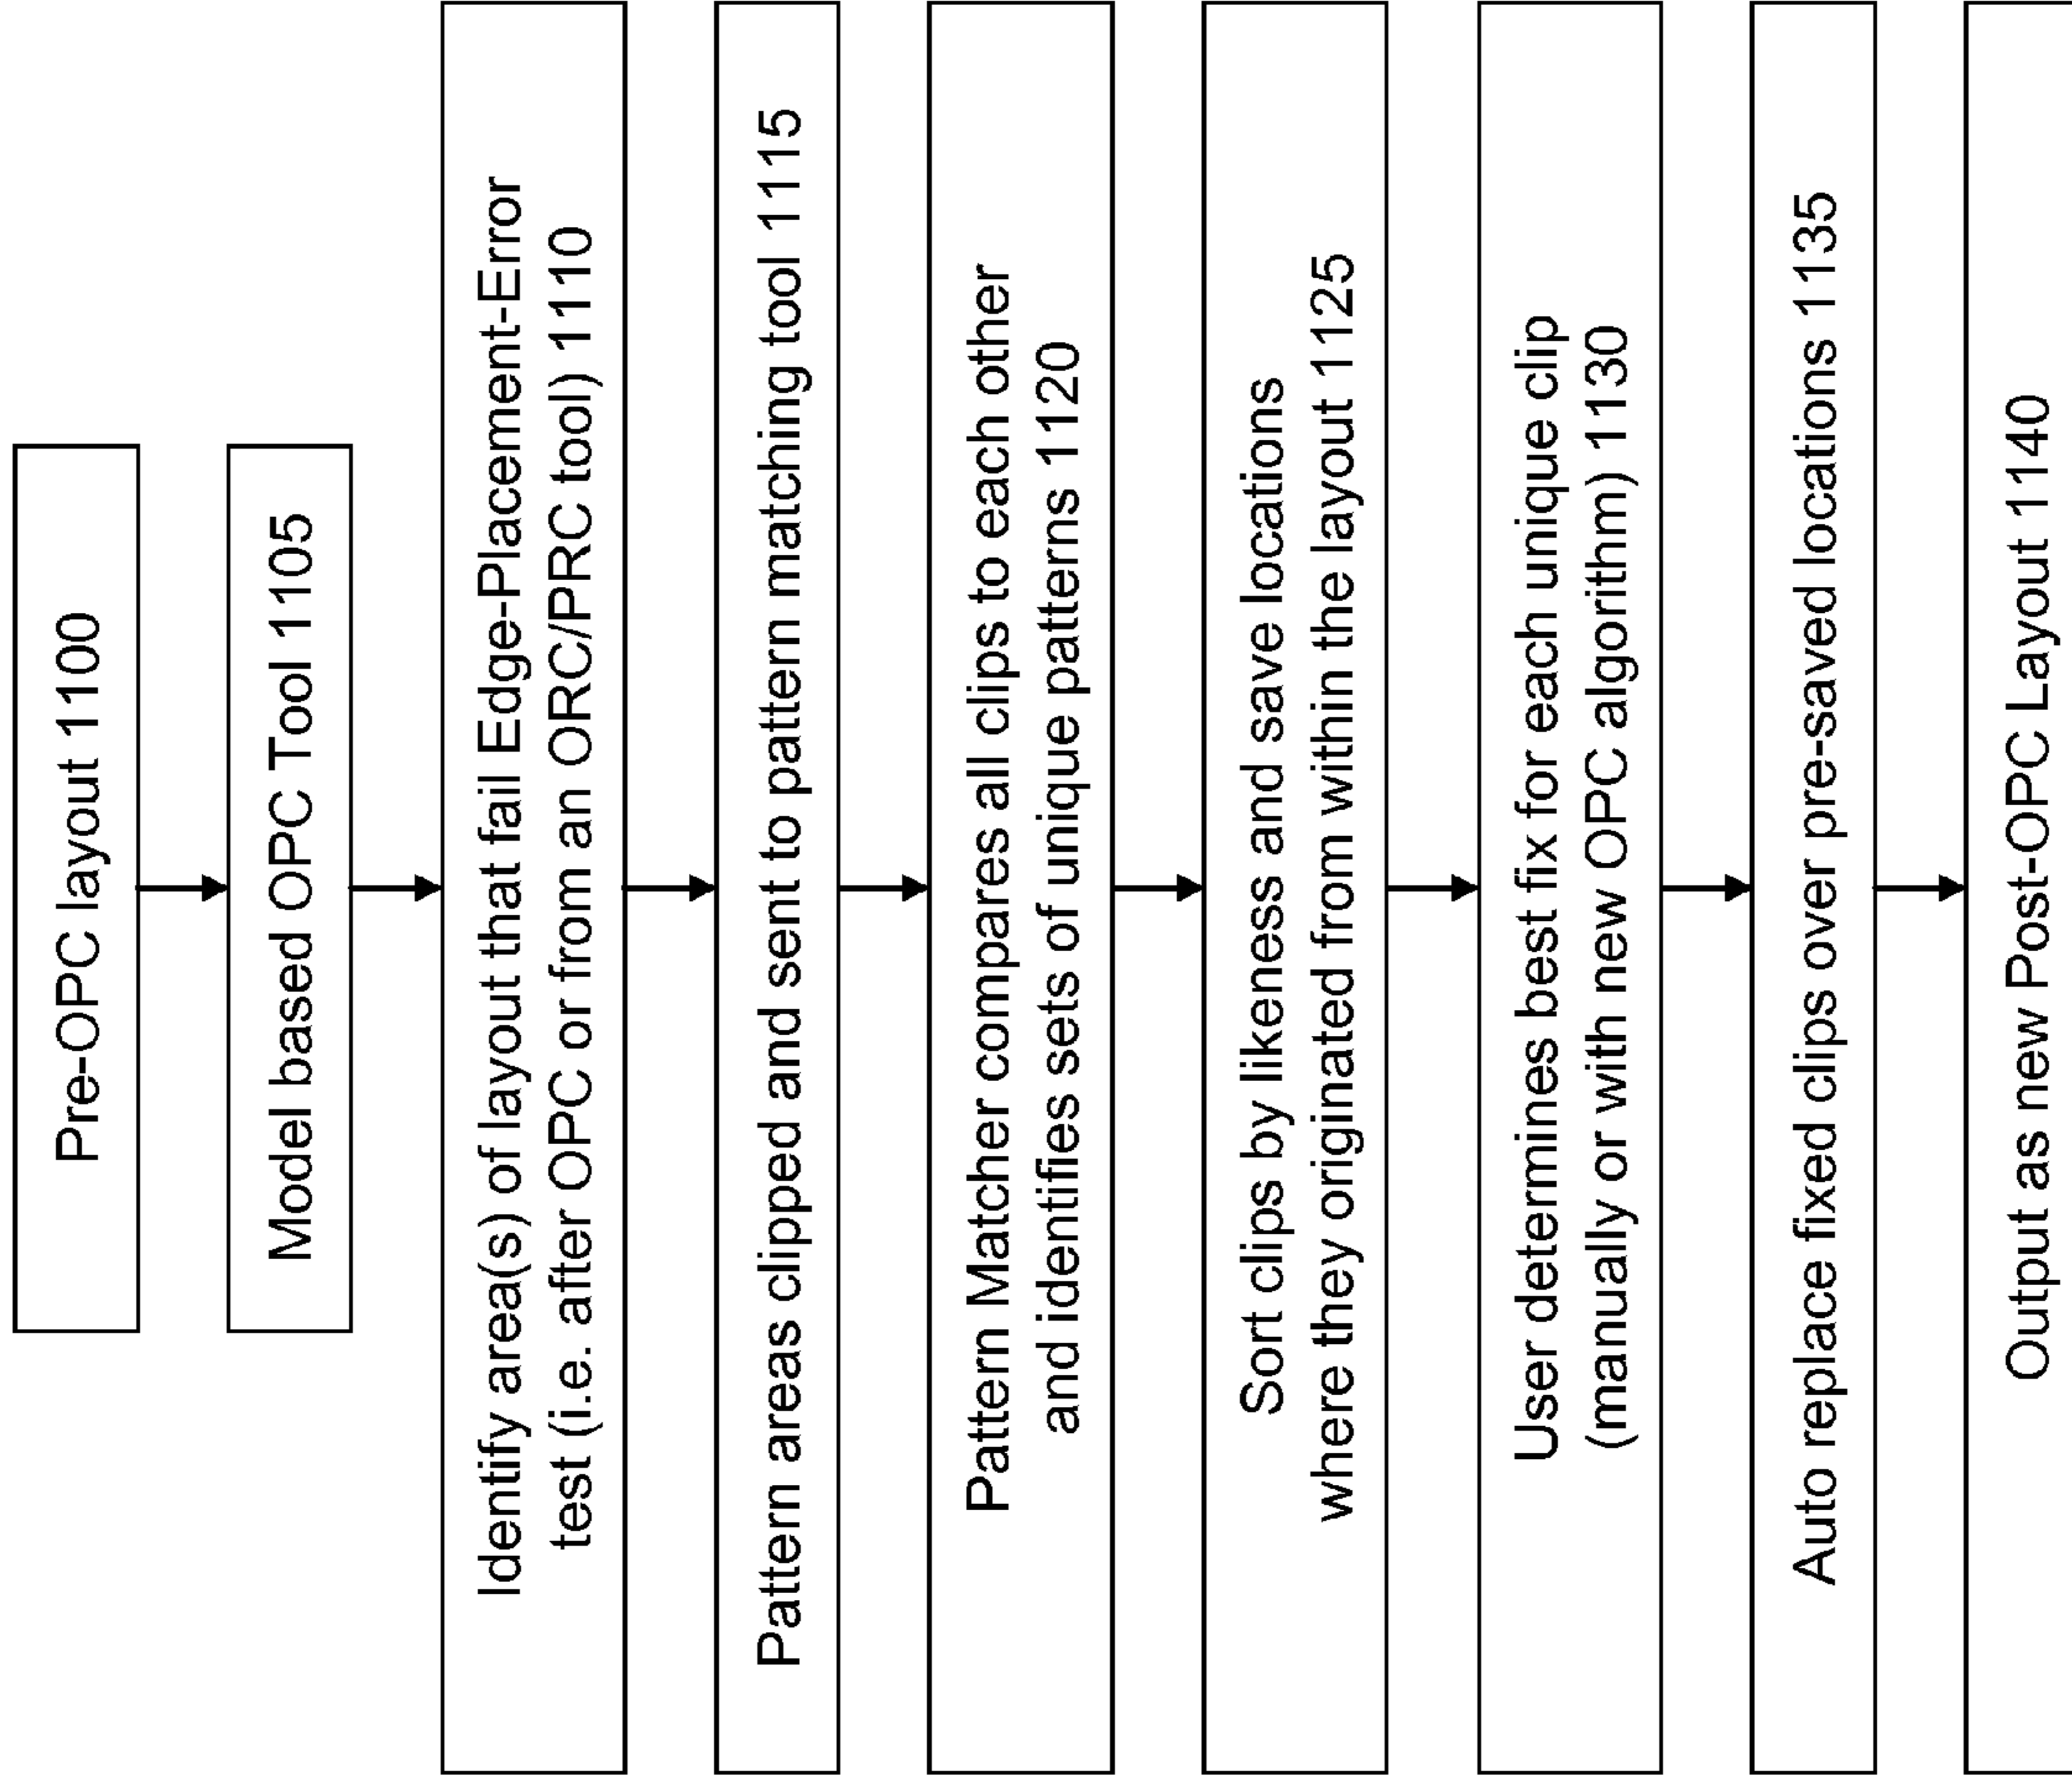 Pre-OPC layout 1100
Model based OPC Tool 1105
Identify area(s) of layout that fail Edge-Placement-Error
test (i.e. after OPC or from an ORC/PRC tool) 1110
Pattern areas clipped and sent to pattern matching tool 1115
Pattern Matcher compares all clips to each other
and identifies sets of unique patterns 1120
Sort clips by likeness and save locations
where they originated from within the layout 1125
User determines best fix for each unique clip
(manually or with new OPC algorithm) 1130
Auto replace fixed clips over pre-saved locations 1135
Output as new Post-OPC Layout 1140